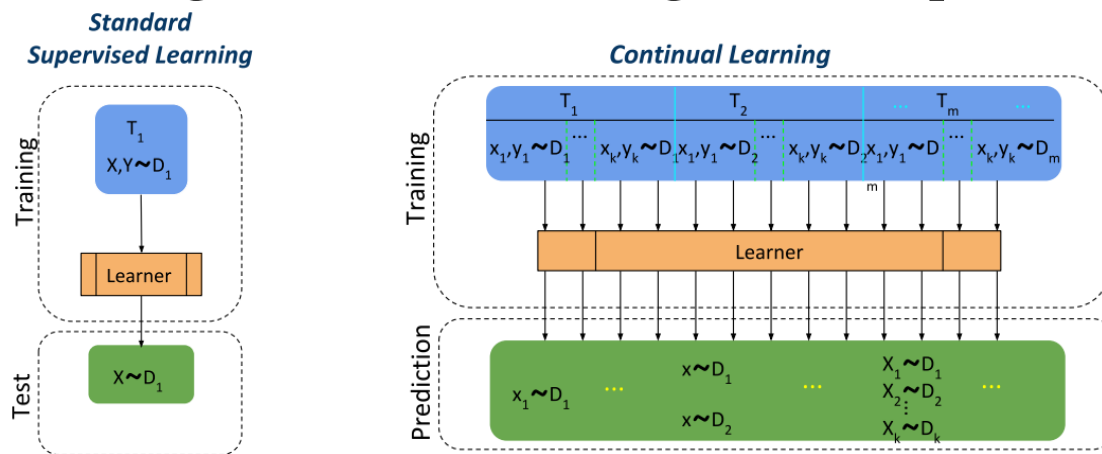 Standard
Supervised Learning
Training
T₁
X,Y~D₁
Learner
Test
X~D₁
Continual Learning
Training
T₁ T₂ ... Tₘ ...
x₁,y₁~D₁ ... xₖ,yₖ~D₁ x₁,y₁~D₂ ... xₖ,yₖ~D₂ x₁,y₁~D ... xₖ,yₖ~Dₘ
m
Learner
Prediction
x₁~D₁ ... x~D₁ ... X₁~D₁ ...
X₂~D₂
⋮
x~D₂ Xₖ~Dₖ